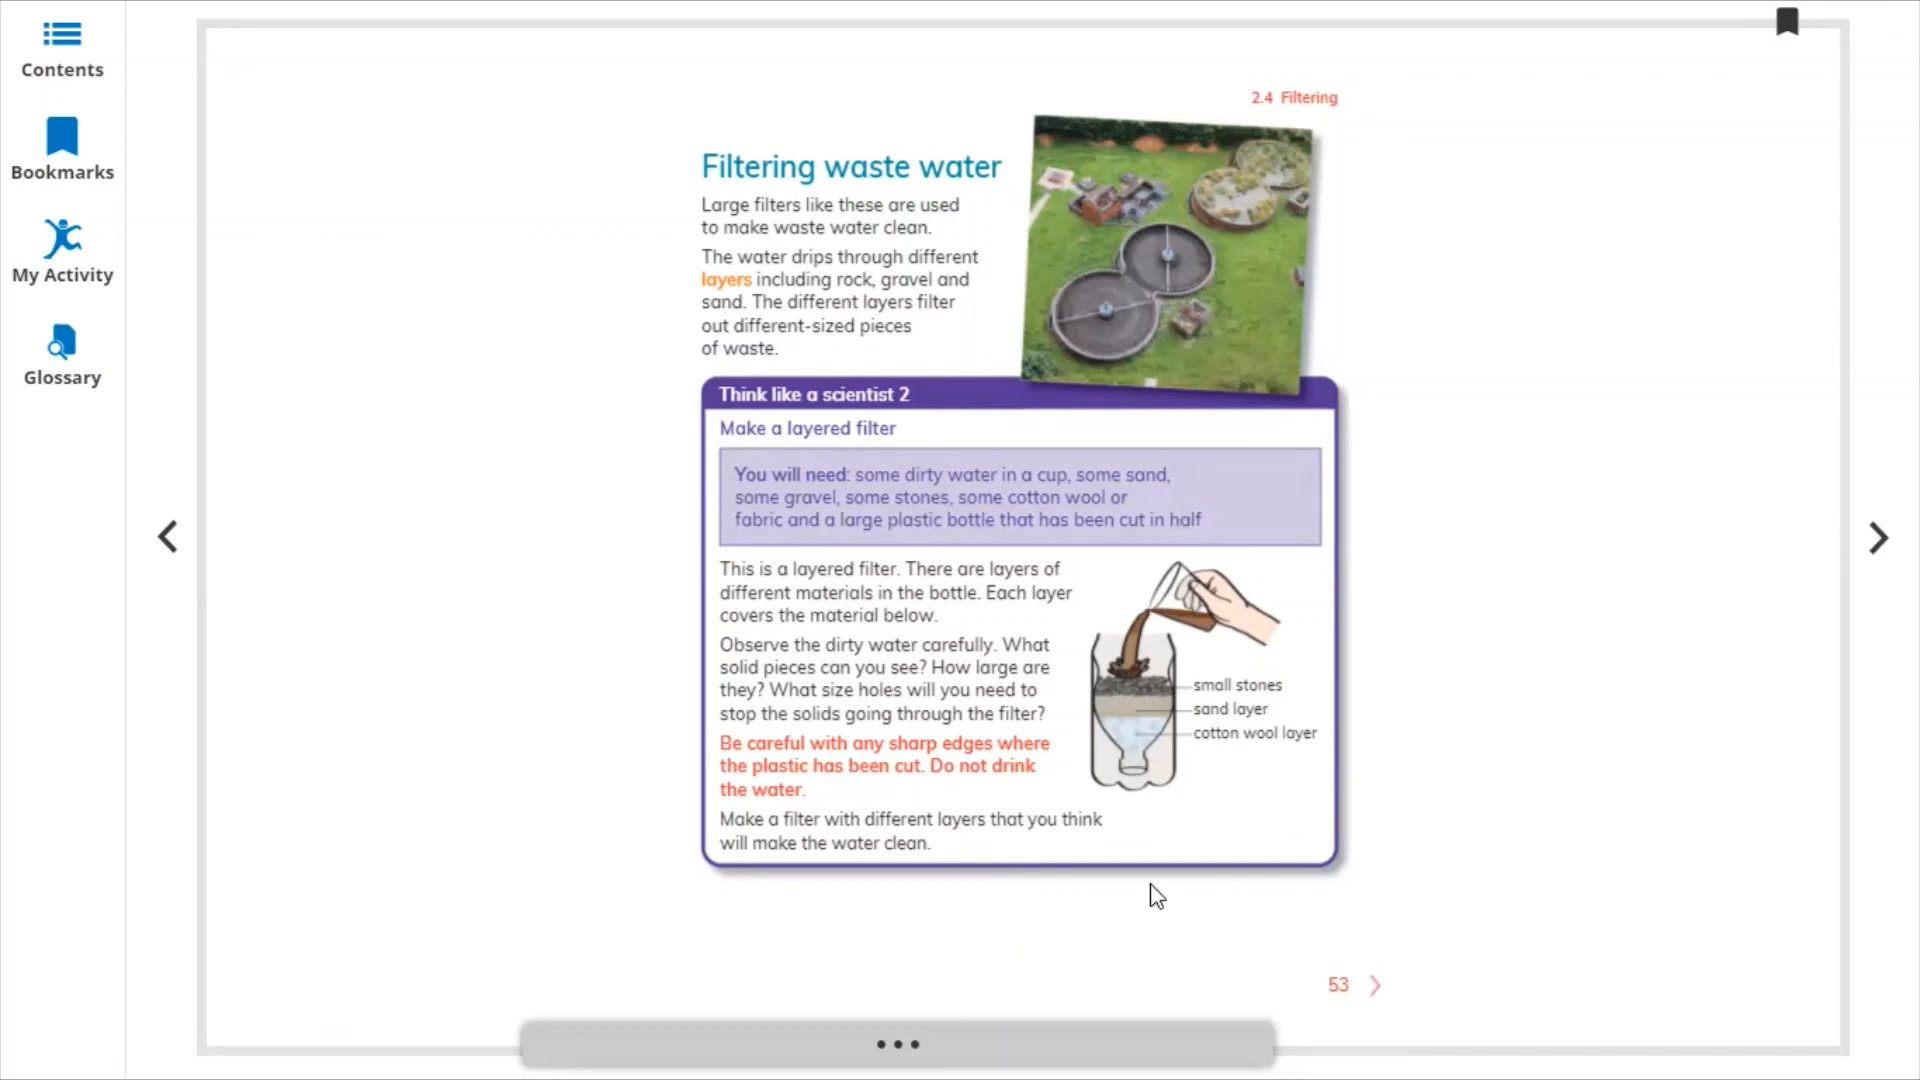 Contents
Bookmarks
My Activity
Glossary
2.4 Filtering
Filtering waste water
Large filters like these are used
to make waste water clean.
The water drips through different
layers including rock, gravel and
sand. The different layers filter
out different-sized pieces
of waste.
Think like a scientist 2
Make a layered filter
You will need: some dirty water in a cup, some sand,
some gravel, some stones, some cotton wool or
fabric and a large plastic bottle that has been cut in half
This is a layered filter. There are layers of
different materials in the bottle. Each layer
covers the material below.
Observe the dirty water carefully. What
solid pieces can you see? How large are
they? What size holes will you need to
stop the solids going through the filter?
Be careful with any sharp edges where
the plastic has been cut. Do not drink
the water.
small stones
sand layer
cotton wool layer
Make a filter with different layers that you think
will make the water clean.
53